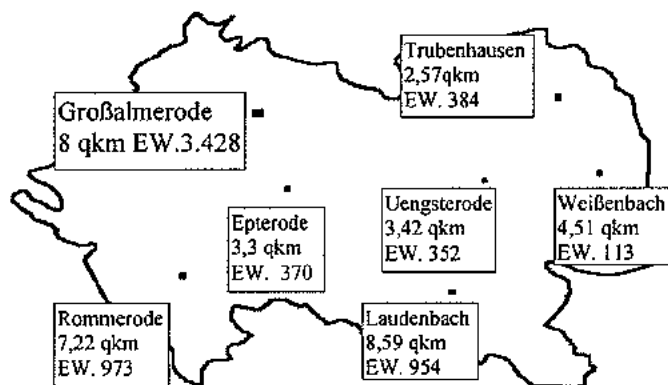 Trubenhausen
2,57qkm
EW. 384
Großalmerode
8 qkm EW.3.428
Epterode
3,3 qkm
EW. 370
Uengsterode
3,42 qkm
EW. 352
Weißenbach
4,51 qkm
EW. 113
Rommerode
7,22 qkm
EW. 973
Laudenbach
8,59 qkm
EW. 954